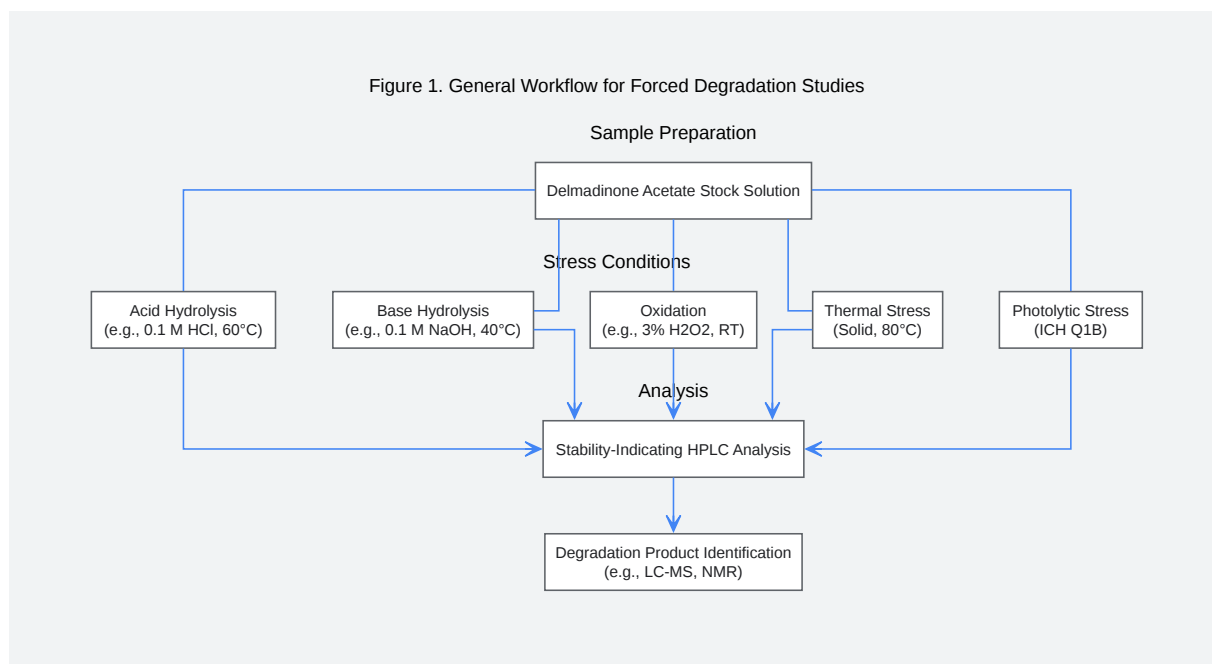 Figure 1. General Workflow for Forced Degradation Studies
Sample Preparation
Delmadinone Acetate Stock Solution
Stress Conditions
Acid Hydrolysis
(e.g., 0.1 M HCl, 60°C)
Base Hydrolysis
(e.g., 0.1 M NaOH, 40°C)
Oxidation
(e.g., 3% H2O2, RT)
Thermal Stress
(Solid, 80°C)
Photolytic Stress
(ICH Q1B)
Analysis
Stability-Indicating HPLC Analysis
Degradation Product Identification
(e.g., LC-MS, NMR)